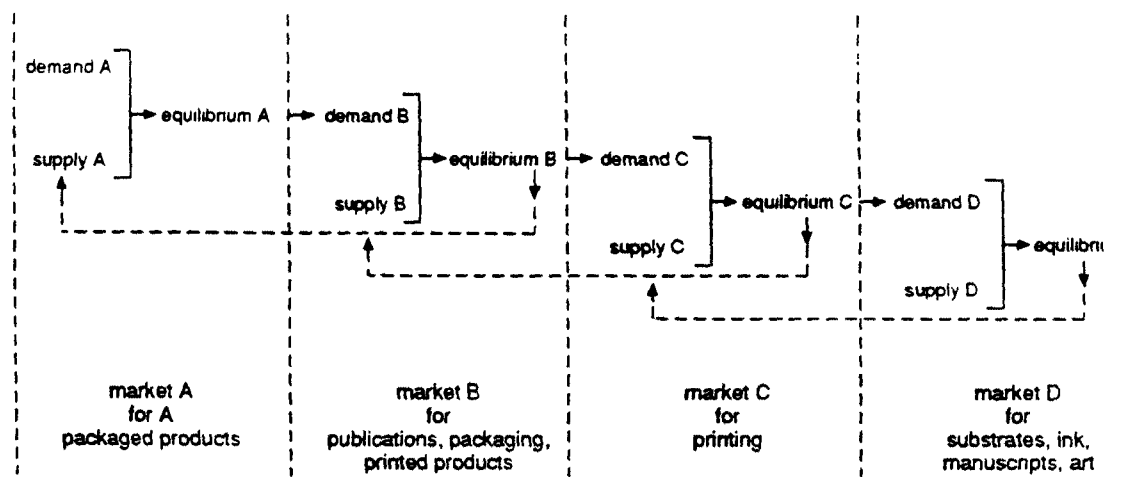 demand A
supply A
equilibrium A
demand B
supply B
equilibrium B
demand C
supply C
equilibrium C
demand D
supply D
equilibriu
market A
for A
packaged products
market B
for
publications, packaging,
printed products
market C
for
printing
market D
for
substrates, ink,
manuscripts, art